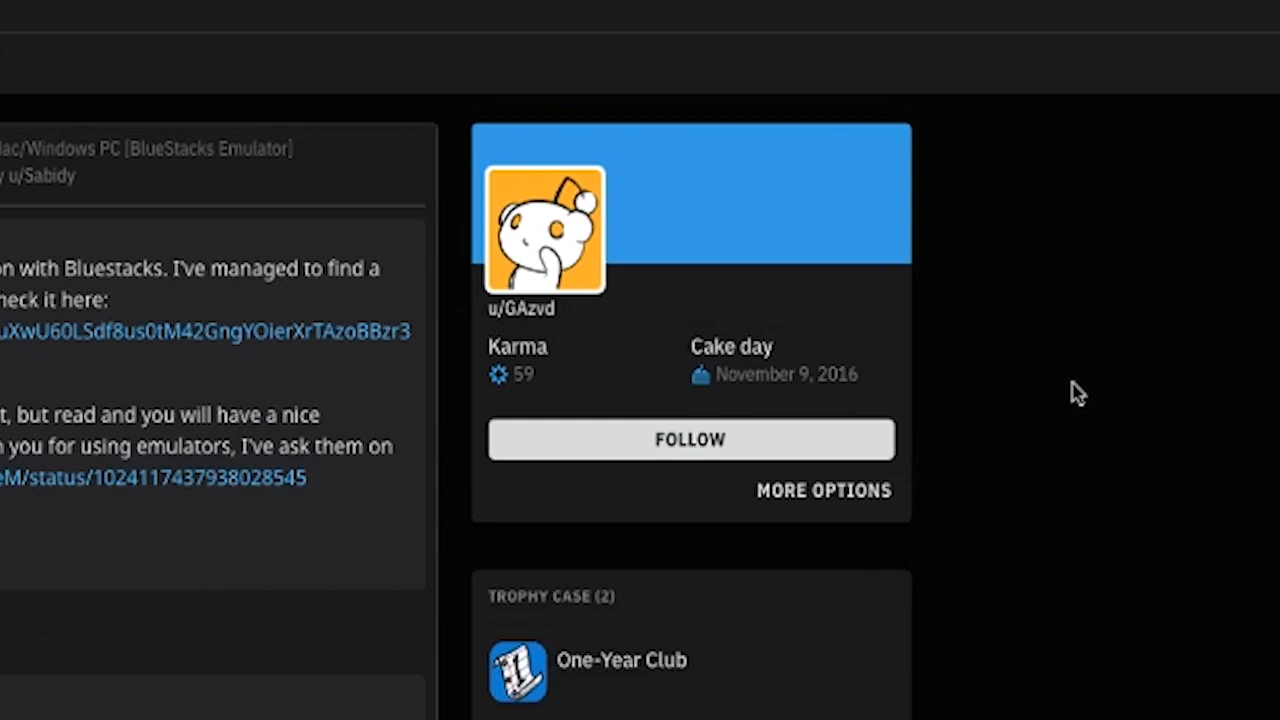 Mac/Windows PC [BlueStacks Emulator]
y u/Sabidy
on with Bluestacks. I've managed to find a
heck it here:
uXwU60LSdf8us0tM42GngYOierXrTAzoBBzr3
t, but read and you will have a nice
you for using emulators, I've ask them on
eM/status/1024117437938028545
u/GAzvd
Karma
59
Cake day
November 9, 2016
FOLLOW
MORE OPTIONS
TROPHY CASE (2)
One-Year Club